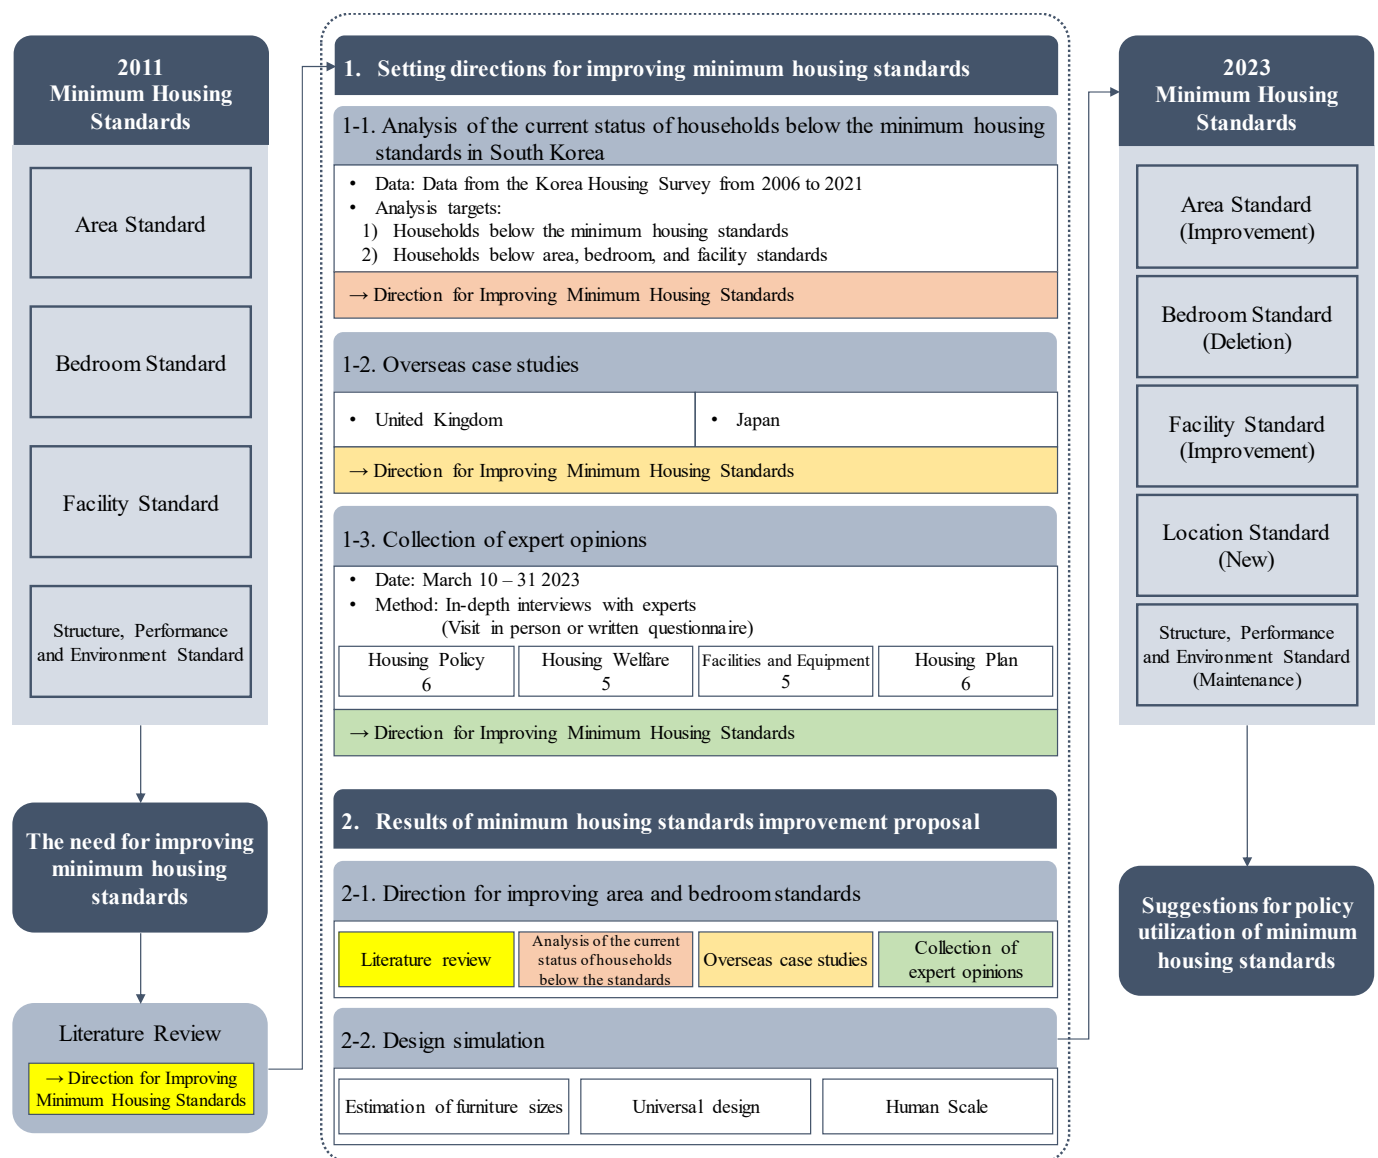 2011
Minimum Housing
Standards
Area Standard
Bedroom Standard
Facility Standard
Structure, Performance
and Environment Standard
The need for improving
minimum housing
standards
Literature Review
→ Direction for Improving
Minimum Housing Standards
1. Setting directions for improving minimum housing standards
1-1. Analysis of the current status of households below the minimum housing
standards in South Korea
• Data: Data from the Korea Housing Survey from 2006 to 2021
• Analysis targets:
1) Households below the minimum housing standards
2) Households below area, bedroom, and facility standards
→ Direction for Improving Minimum Housing Standards
1-2. Overseas case studies
• United Kingdom
• Japan
→ Direction for Improving Minimum Housing Standards
1-3. Collection of expert opinions
• Date: March 10 – 31 2023
• Method: In-depth interviews with experts
(Visit in person or written questionnaire)
Housing Policy
6
Housing Welfare
5
Facilities and Equipment
5
Housing Plan
6
→ Direction for Improving Minimum Housing Standards
2. Results of minimum housing standards improvement proposal
2-1. Direction for improving area and bedroom standards
Literature review
Analysis of the current
status of households
below the standards
Overseas case studies
Collection of
expert opinions
2-2. Design simulation
Estimation of furniture sizes
Universal design
Human Scale
2023
Minimum Housing
Standards
Area Standard
(Improvement)
Bedroom Standard
(Deletion)
Facility Standard
(Improvement)
Location Standard
(New)
Structure, Performance
and Environment Standard
(Maintenance)
Suggestions for policy
utilization of minimum
housing standards